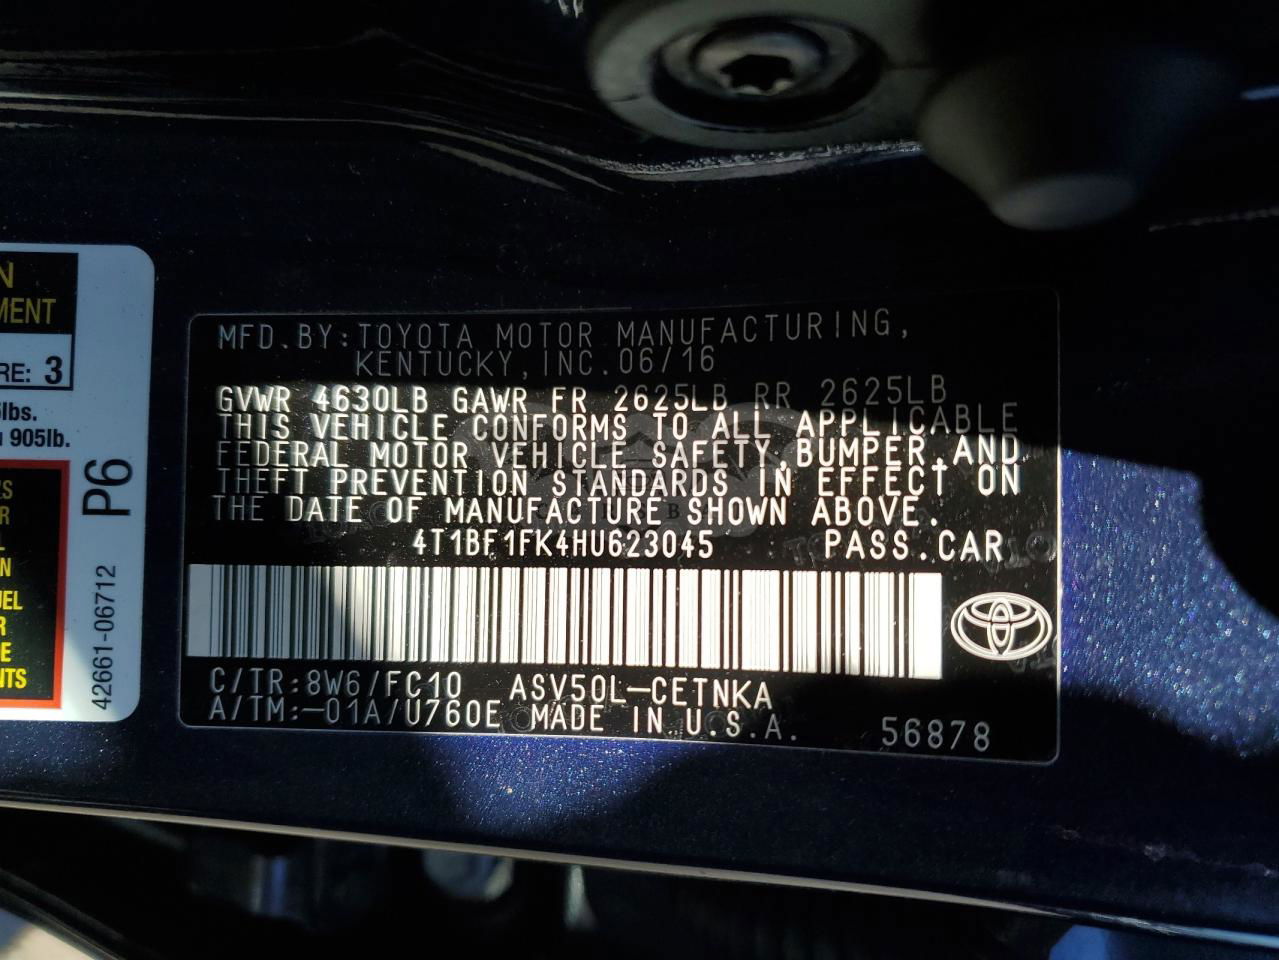 N
MENT
RE: 3
lbs.
905lb.
R
N
UEL
R
E
NTS
P6
42661-06712
MFD.BY:TOYOTA MOTOR MANUFACTURING,
KENTUCKY,INC.06/16
GVWR 4630LB GAWR FR 2625LB RR 2625LB
THIS VEHICLE CONFORMS TO ALL APPLICABLE
FEDERAL MOTOR VEHICLE SAFETY,BUMPER,AND
THEFT PREVENTION STANDARDS IN EFFECT ON
THE DATE OF MANUFACTURE SHOWN ABOVE.
4T1BF1FK4HU623045 PASS.CAR
C/TR:8W6/FC10 ASV50L-CETNKA
A/TM:-01A/U760E MADE IN U.S.A. 56878